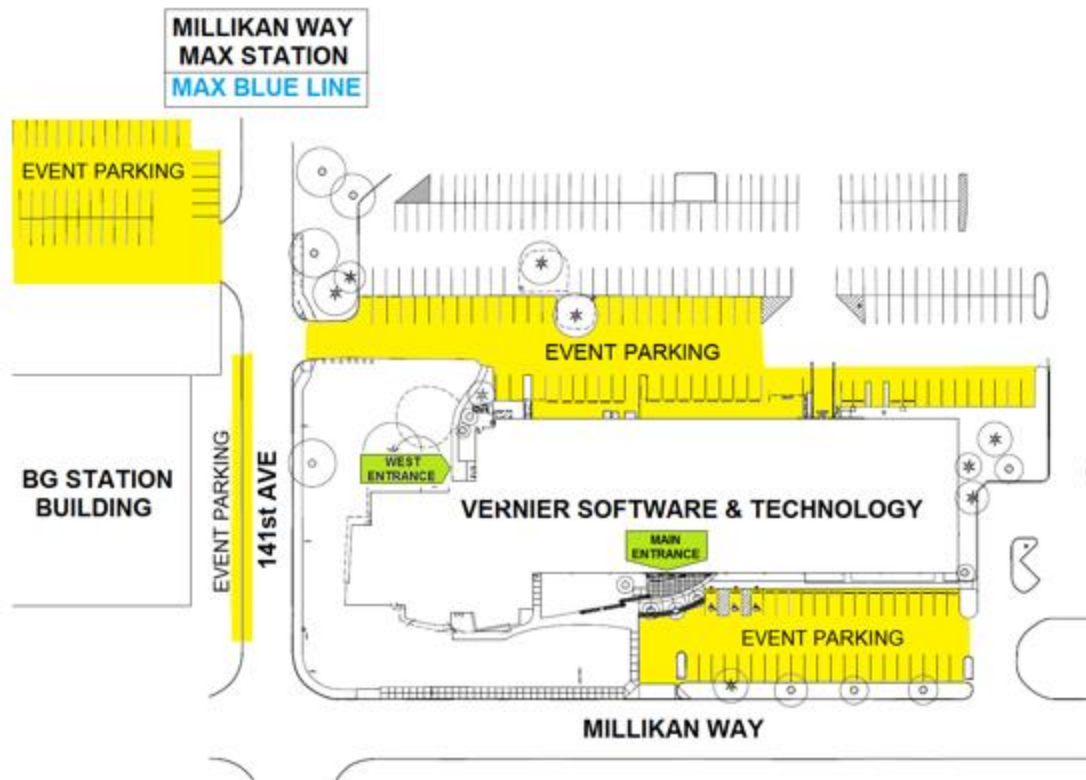 MILLIKAN WAY
MAX STATION
MAX BLUE LINE
EVENT PARKING
EVENT PARKING
WEST
ENTRANCE
BG STATION
BUILDING
EVENT PARKING
141st AVE
VERNIER SOFTWARE & TECHNOLOGY
MAIN
ENTRANCE
EVENT PARKING
MILLIKAN WAY